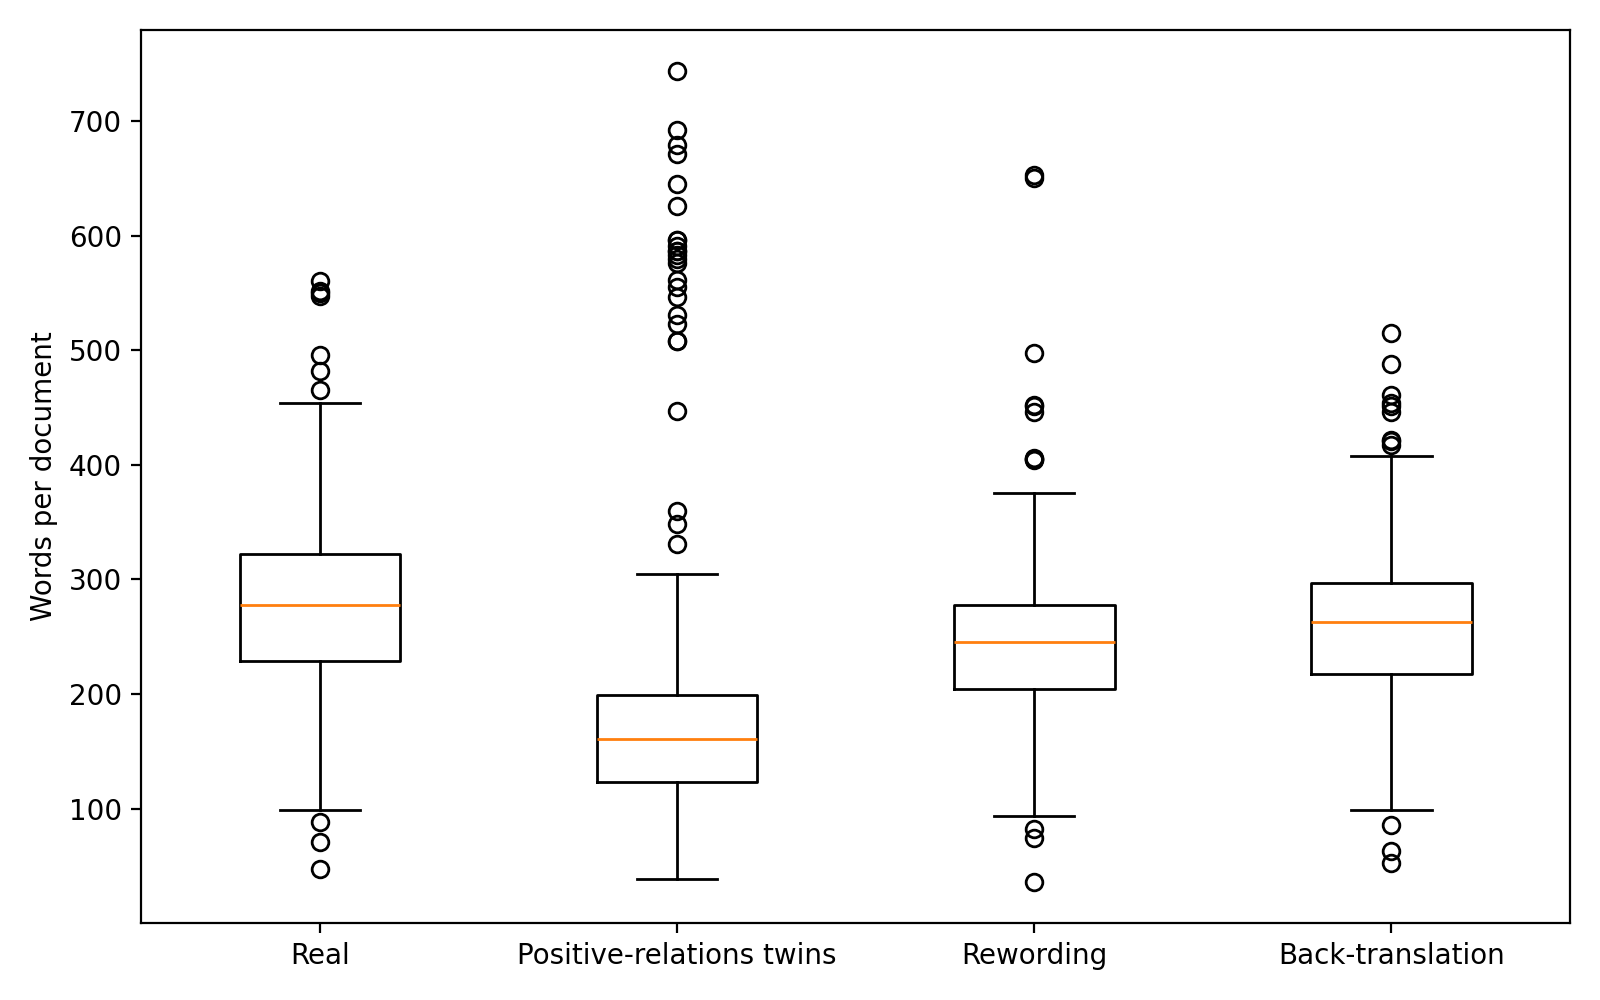 Words per document
700
600
500
400
300
200
100
Real
Positive-relations twins
Rewording
Back-translation